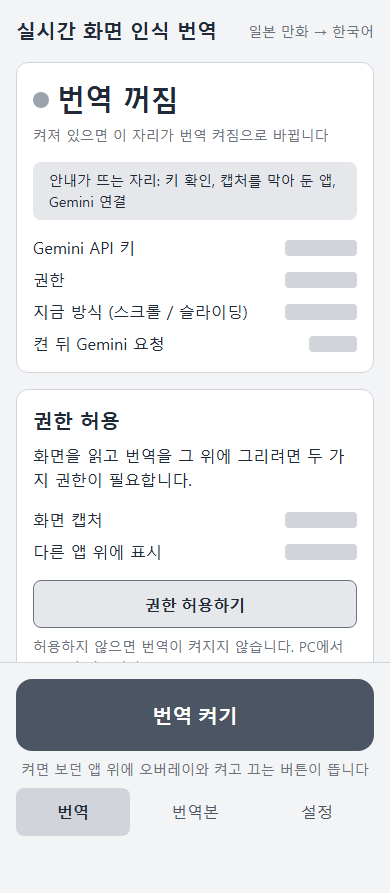 실시간 화면 인식 번역
일본 만화 → 한국어
번역 꺼짐
켜져 있으면 이 자리가 번역 켜짐으로 바뀝니다
안내가 뜨는 자리: 키 확인, 캡처를 막아 둔 앱,
Gemini 연결
Gemini API 키
권한
지금 방식 (스크롤 / 슬라이딩)
켠 뒤 Gemini 요청
권한 허용
화면을 읽고 번역을 그 위에 그리려면 두 가
지 권한이 필요합니다.
화면 캡처
다른 앱 위에 표시
권한 허용하기
허용하지 않으면 번역이 켜지지 않습니다. PC에서
번역 켜기
켜면 보던 앱 위에 오버레이와 켜고 끄는 버튼이 뜹니다
번역
번역본
설정